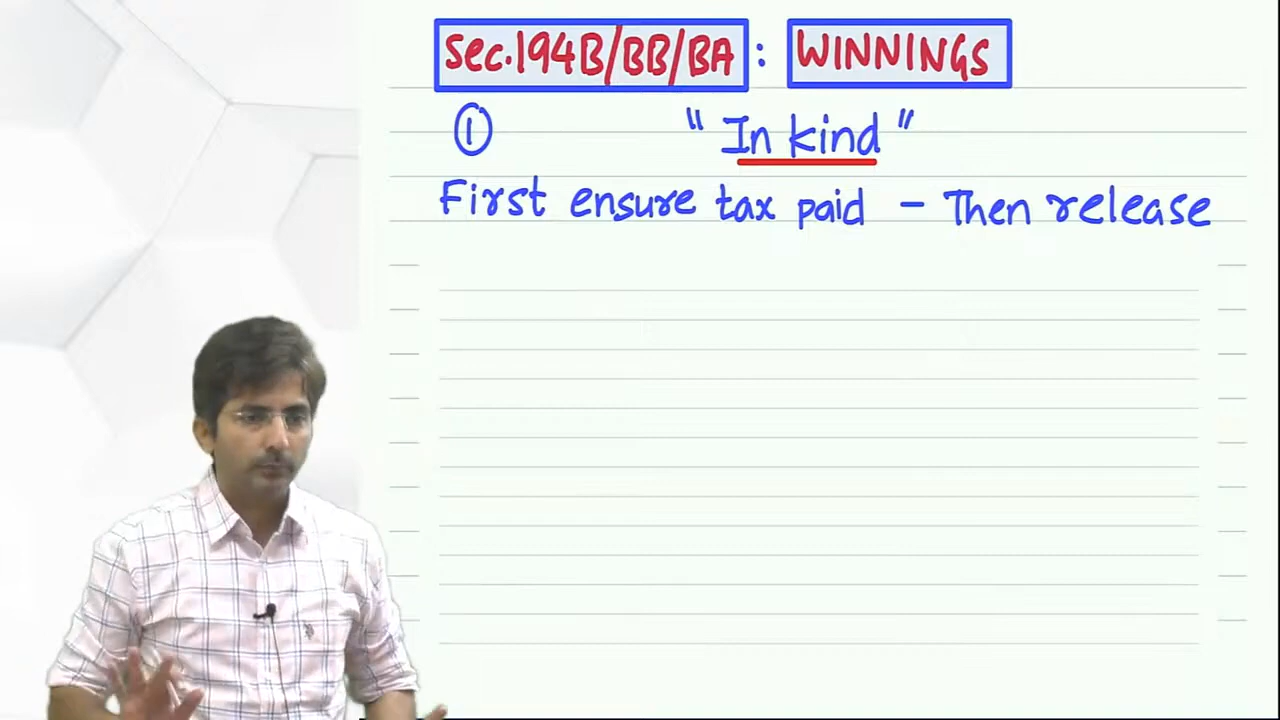 Sec.194B/BB/BA : WINNINGS
① " In kind "
First ensure tax paid - Then release